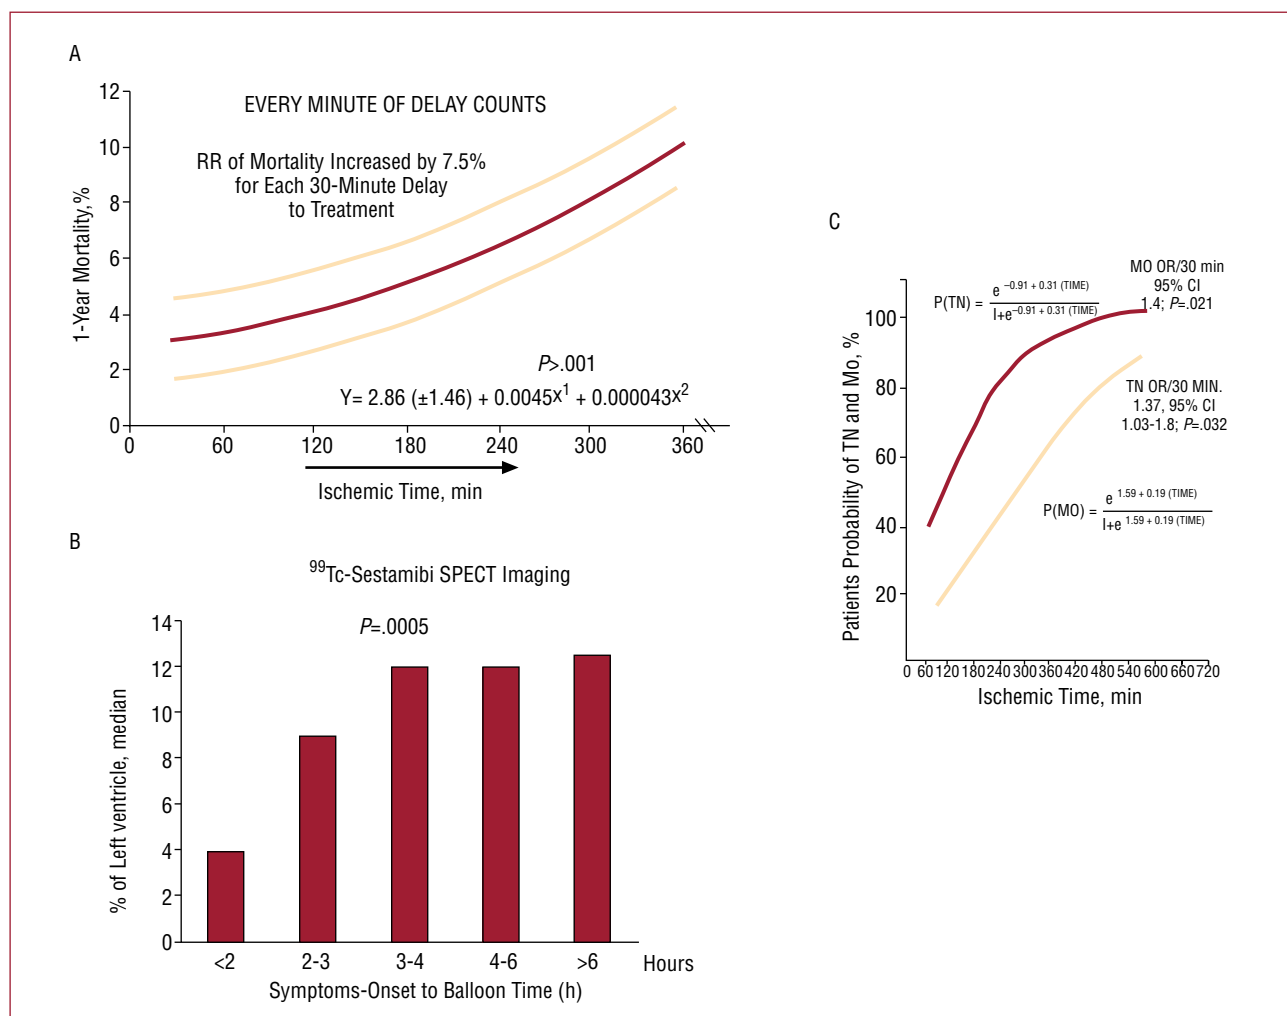 A
EVERY MINUTE OF DELAY COUNTS
RR of Mortality Increased by 7.5%
for Each 30-Minute Delay
to Treatment
1-Year Mortality, %
12
10
8
6
4
2
0
P>.001
Y= 2.86 (±1.46) + 0.0045x¹ + 0.000043x²
0 60 120 180 240 300 360
Ischemic Time, min
B
⁹⁹Tc-Sestamibi SPECT Imaging
P=.0005
% of Left ventricle, median
14
12
10
8
6
4
2
0
<2 2-3 3-4 4-6 >6 Hours
Symptoms-Onset to Balloon Time (h)
C
MO OR/30 min
95% CI
1.4; P=.021
P(TN) = e –0.91 + 0.31 (TIME)
I+e –0.91 + 0.31 (TIME)
Patients Probability of TN and Mo, %
100
80
60
40
20
TN OR/30 MIN.
1.37, 95% CI
1.03-1.8; P=.032
P(MO) = e 1.59 + 0.19 (TIME)
I+e 1.59 + 0.19 (TIME)
0 60 120 180 240 300 360 420 480 540 600 660 720
Ischemic Time, min